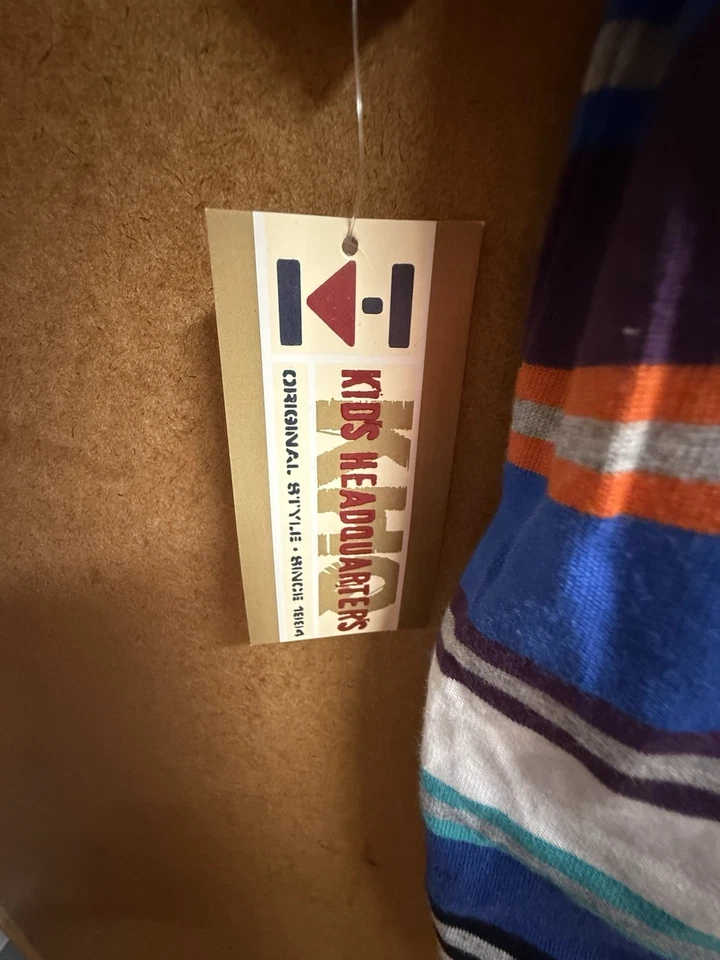 KHQ
KIDS HEADQUARTERS
ORIGINAL STYLE • SINCE 1984